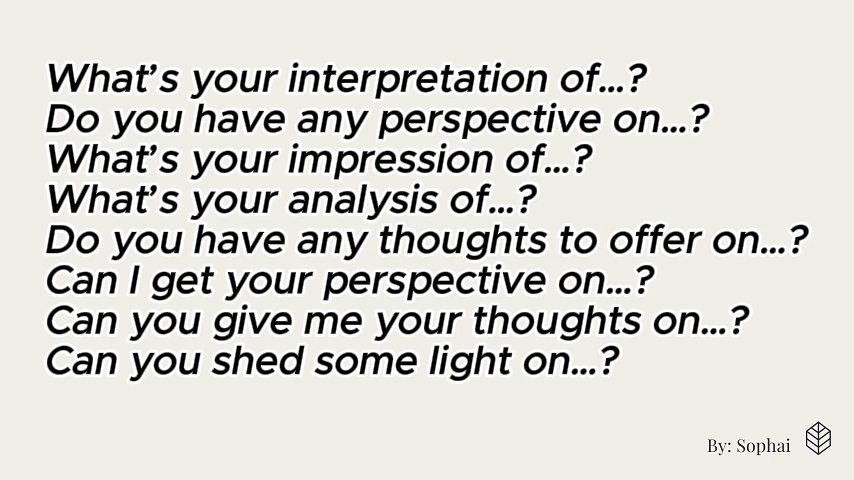 What’s your interpretation of...?
Do you have any perspective on...?
What’s your impression of...?
What’s your analysis of...?
Do you have any thoughts to offer on...?
Can I get your perspective on...?
Can you give me your thoughts on...?
Can you shed some light on...?
By: Sophai